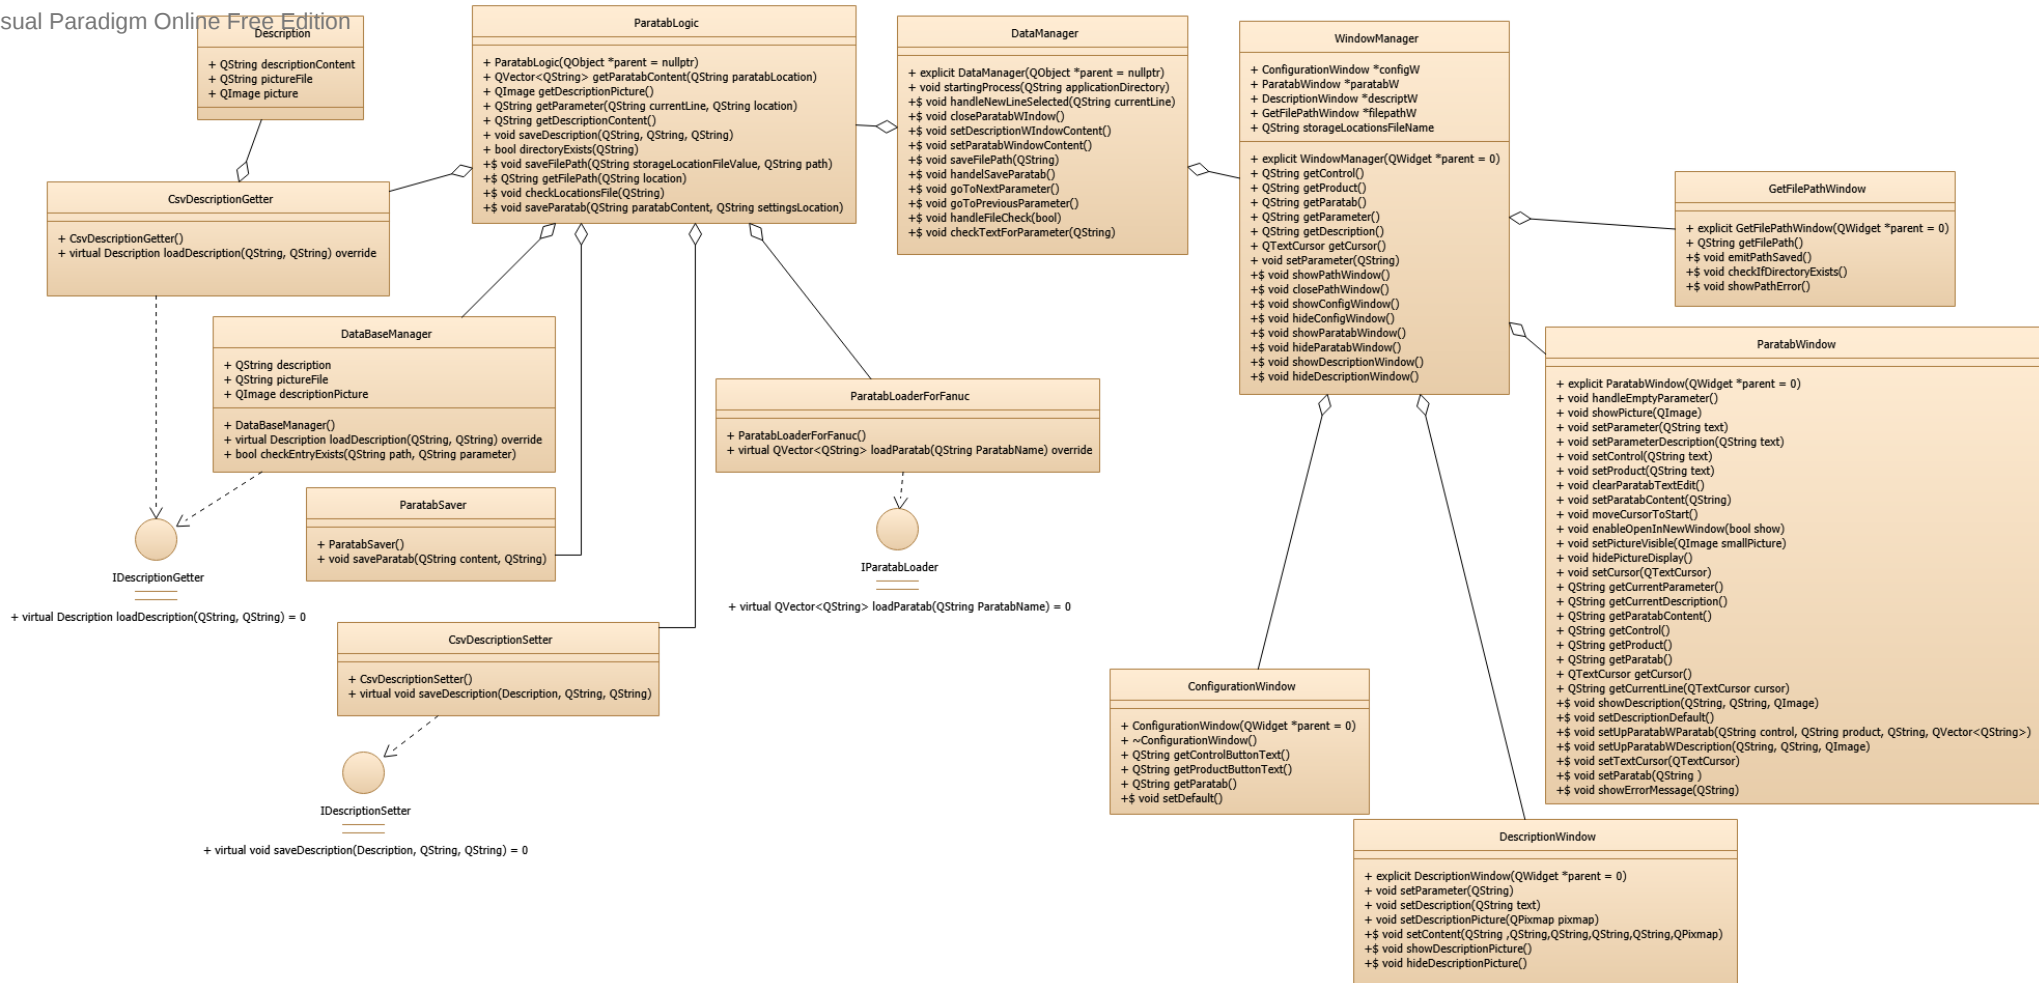 sual Paradigm Online Free Edition
Description
+ QString descriptionContent
+ QString pictureFile
+ QImage picture
ParatabLogic
+ ParatabLogic(QObject *parent = nullptr)
+ QVector<QString> getParatabContent(QString paratabLocation)
+ QImage getDescriptionPicture()
+ QString getParameter(QString currentLine, QString location)
+ QString getDescriptionContent()
+ void saveDescription(QString, QString, QString)
+ bool directoryExists(QString)
+$ void saveFilePath(QString storageLocationFileValue, QString path)
+$ QString getFilePath(QString location)
+$ void checkLocationsFile(QString)
+$ void saveParatab(QString paratabContent, QString settingsLocation)
DataManager
+ explicit DataManager(QObject *parent = nullptr)
+ void startingProcess(QString applicationDirectory)
+$ void handleNewLineSelected(QString currentLine)
+$ void closeParatabWIndow()
+$ void setDescriptionWIndowContent()
+$ void setParatabWindowContent()
+$ void saveFilePath(QString)
+$ void handelSaveParatab()
+$ void goToNextParameter()
+$ void goToPreviousParameter()
+$ void handleFileCheck(bool)
+$ void checkTextForParameter(QString)
WindowManager
+ ConfigurationWindow *configW
+ ParatabWindow *paratabW
+ DescriptionWindow *descriptW
+ GetFilePathWindow *filepathW
+ QString storageLocationsFileName
+ explicit WindowManager(QWidget *parent = 0)
+ QString getControl()
+ QString getProduct()
+ QString getParatab()
+ QString getParameter()
+ QString getDescription()
+ QTextCursor getCursor()
+ void setParameter(QString)
+$ void showPathWindow()
+$ void closePathWindow()
+$ void showConfigWindow()
+$ void hideConfigWindow()
+$ void showParatabWindow()
+$ void hideParatabWindow()
+$ void showDescriptionWindow()
+$ void hideDescriptionWindow()
GetFilePathWindow
+ explicit GetFilePathWindow(QWidget *parent = 0)
+ QString getFilePath()
+$ void emitPathSaved()
+$ void checkIfDirectoryExists()
+$ void showPathError()
CsvDescriptionGetter
+ CsvDescriptionGetter()
+ virtual Description loadDescription(QString, QString) override
DataBaseManager
+ QString description
+ QString pictureFile
+ QImage descriptionPicture
+ DataBaseManager()
+ virtual Description loadDescription(QString, QString) override
+ bool checkEntryExists(QString path, QString parameter)
ParatabLoaderForFanuc
+ ParatabLoaderForFanuc()
+ virtual QVector<QString> loadParatab(QString ParatabName) override
ParatabWindow
+ explicit ParatabWindow(QWidget *parent = 0)
+ void handleEmptyParameter()
+ void showPicture(QImage)
+ void setParameter(QString text)
+ void setParameterDescription(QString text)
+ void setControl(QString text)
+ void setProduct(QString text)
+ void clearParatabTextEdit()
+ void setParatabContent(QString)
+ void moveCursorToStart()
+ void enableOpenInNewWindow(bool show)
+ void setPictureVisible(QImage smallPicture)
+ void hidePictureDisplay()
+ void setCursor(QTextCursor)
+ QString getCurrentParameter()
+ QString getCurrentDescription()
+ QString getParatabContent()
+ QString getControl()
+ QString getProduct()
+ QString getParatab()
+ QTextCursor getCursor()
+ QString getCurrentLine(QTextCursor cursor)
+$ void showDescription(QString, QString, QImage)
+$ void setDescriptionDefault()
+$ void setUpParatabWParatab(QString control, QString product, QString, QVector<QString>)
+$ void setUpParatabWDescription(QString, QString, QImage)
+$ void setTextCursor(QTextCursor)
+$ void setParatab(QString )
+$ void showErrorMessage(QString)
ParatabSaver
+ ParatabSaver()
+ void saveParatab(QString content, QString)
IDescriptionGetter
+ virtual Description loadDescription(QString, QString) = 0
IParatabLoader
+ virtual QVector<QString> loadParatab(QString ParatabName) = 0
CsvDescriptionSetter
+ CsvDescriptionSetter()
+ virtual void saveDescription(Description, QString, QString)
IDescriptionSetter
+ virtual void saveDescription(Description, QString, QString) = 0
ConfigurationWindow
+ ConfigurationWindow(QWidget *parent = 0)
+ ~ConfigurationWindow()
+ QString getControlButtonText()
+ QString getProductButtonText()
+ QString getParatab()
+$ void setDefault()
DescriptionWindow
+ explicit DescriptionWindow(QWidget *parent = 0)
+ void setParameter(QString)
+ void setDescription(QString text)
+ void setDescriptionPicture(QPixmap pixmap)
+$ void setContent(QString ,QString,QString,QString,QString,QPixmap)
+$ void showDescriptionPicture()
+$ void hideDescriptionPicture()